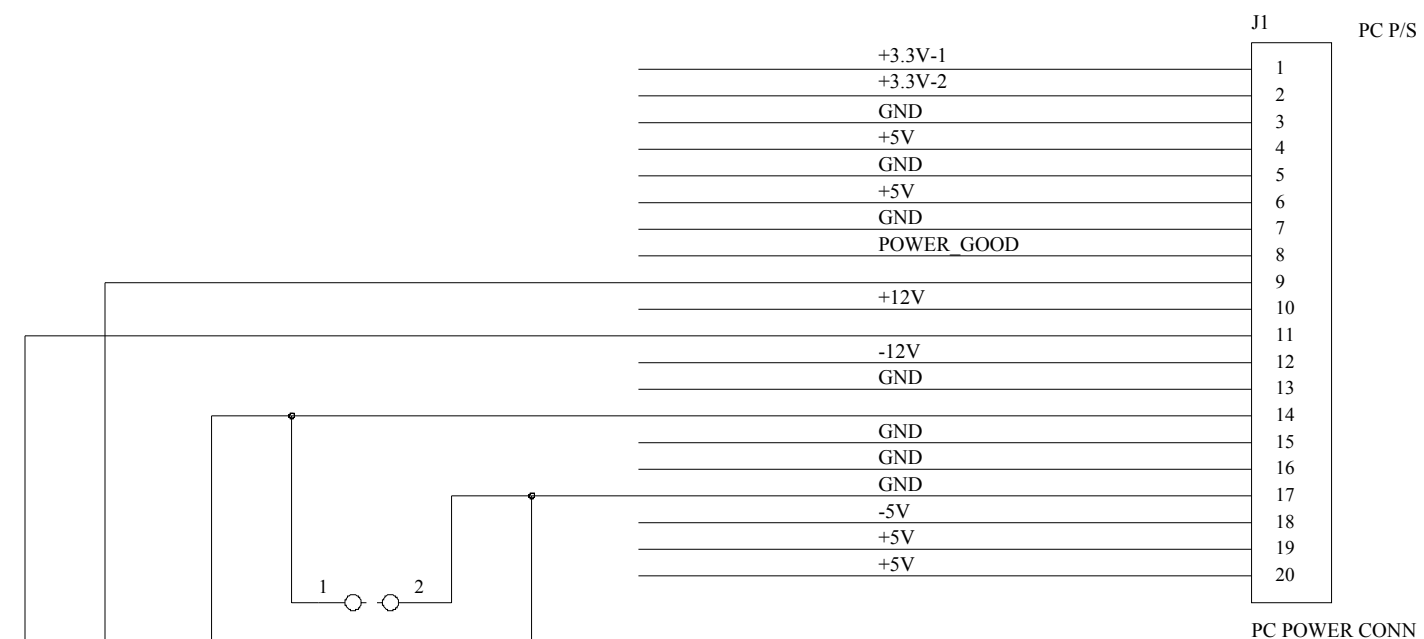 J1
PC P/S
+3.3V-1
1
+3.3V-2
2
GND
3
+5V
4
GND
5
+5V
6
GND
7
POWER_GOOD
8
9
+12V
10
11
-12V
12
GND
13
14
GND
15
GND
16
GND
17
-5V
18
+5V
19
+5V
20
1 2
PC POWER CONN